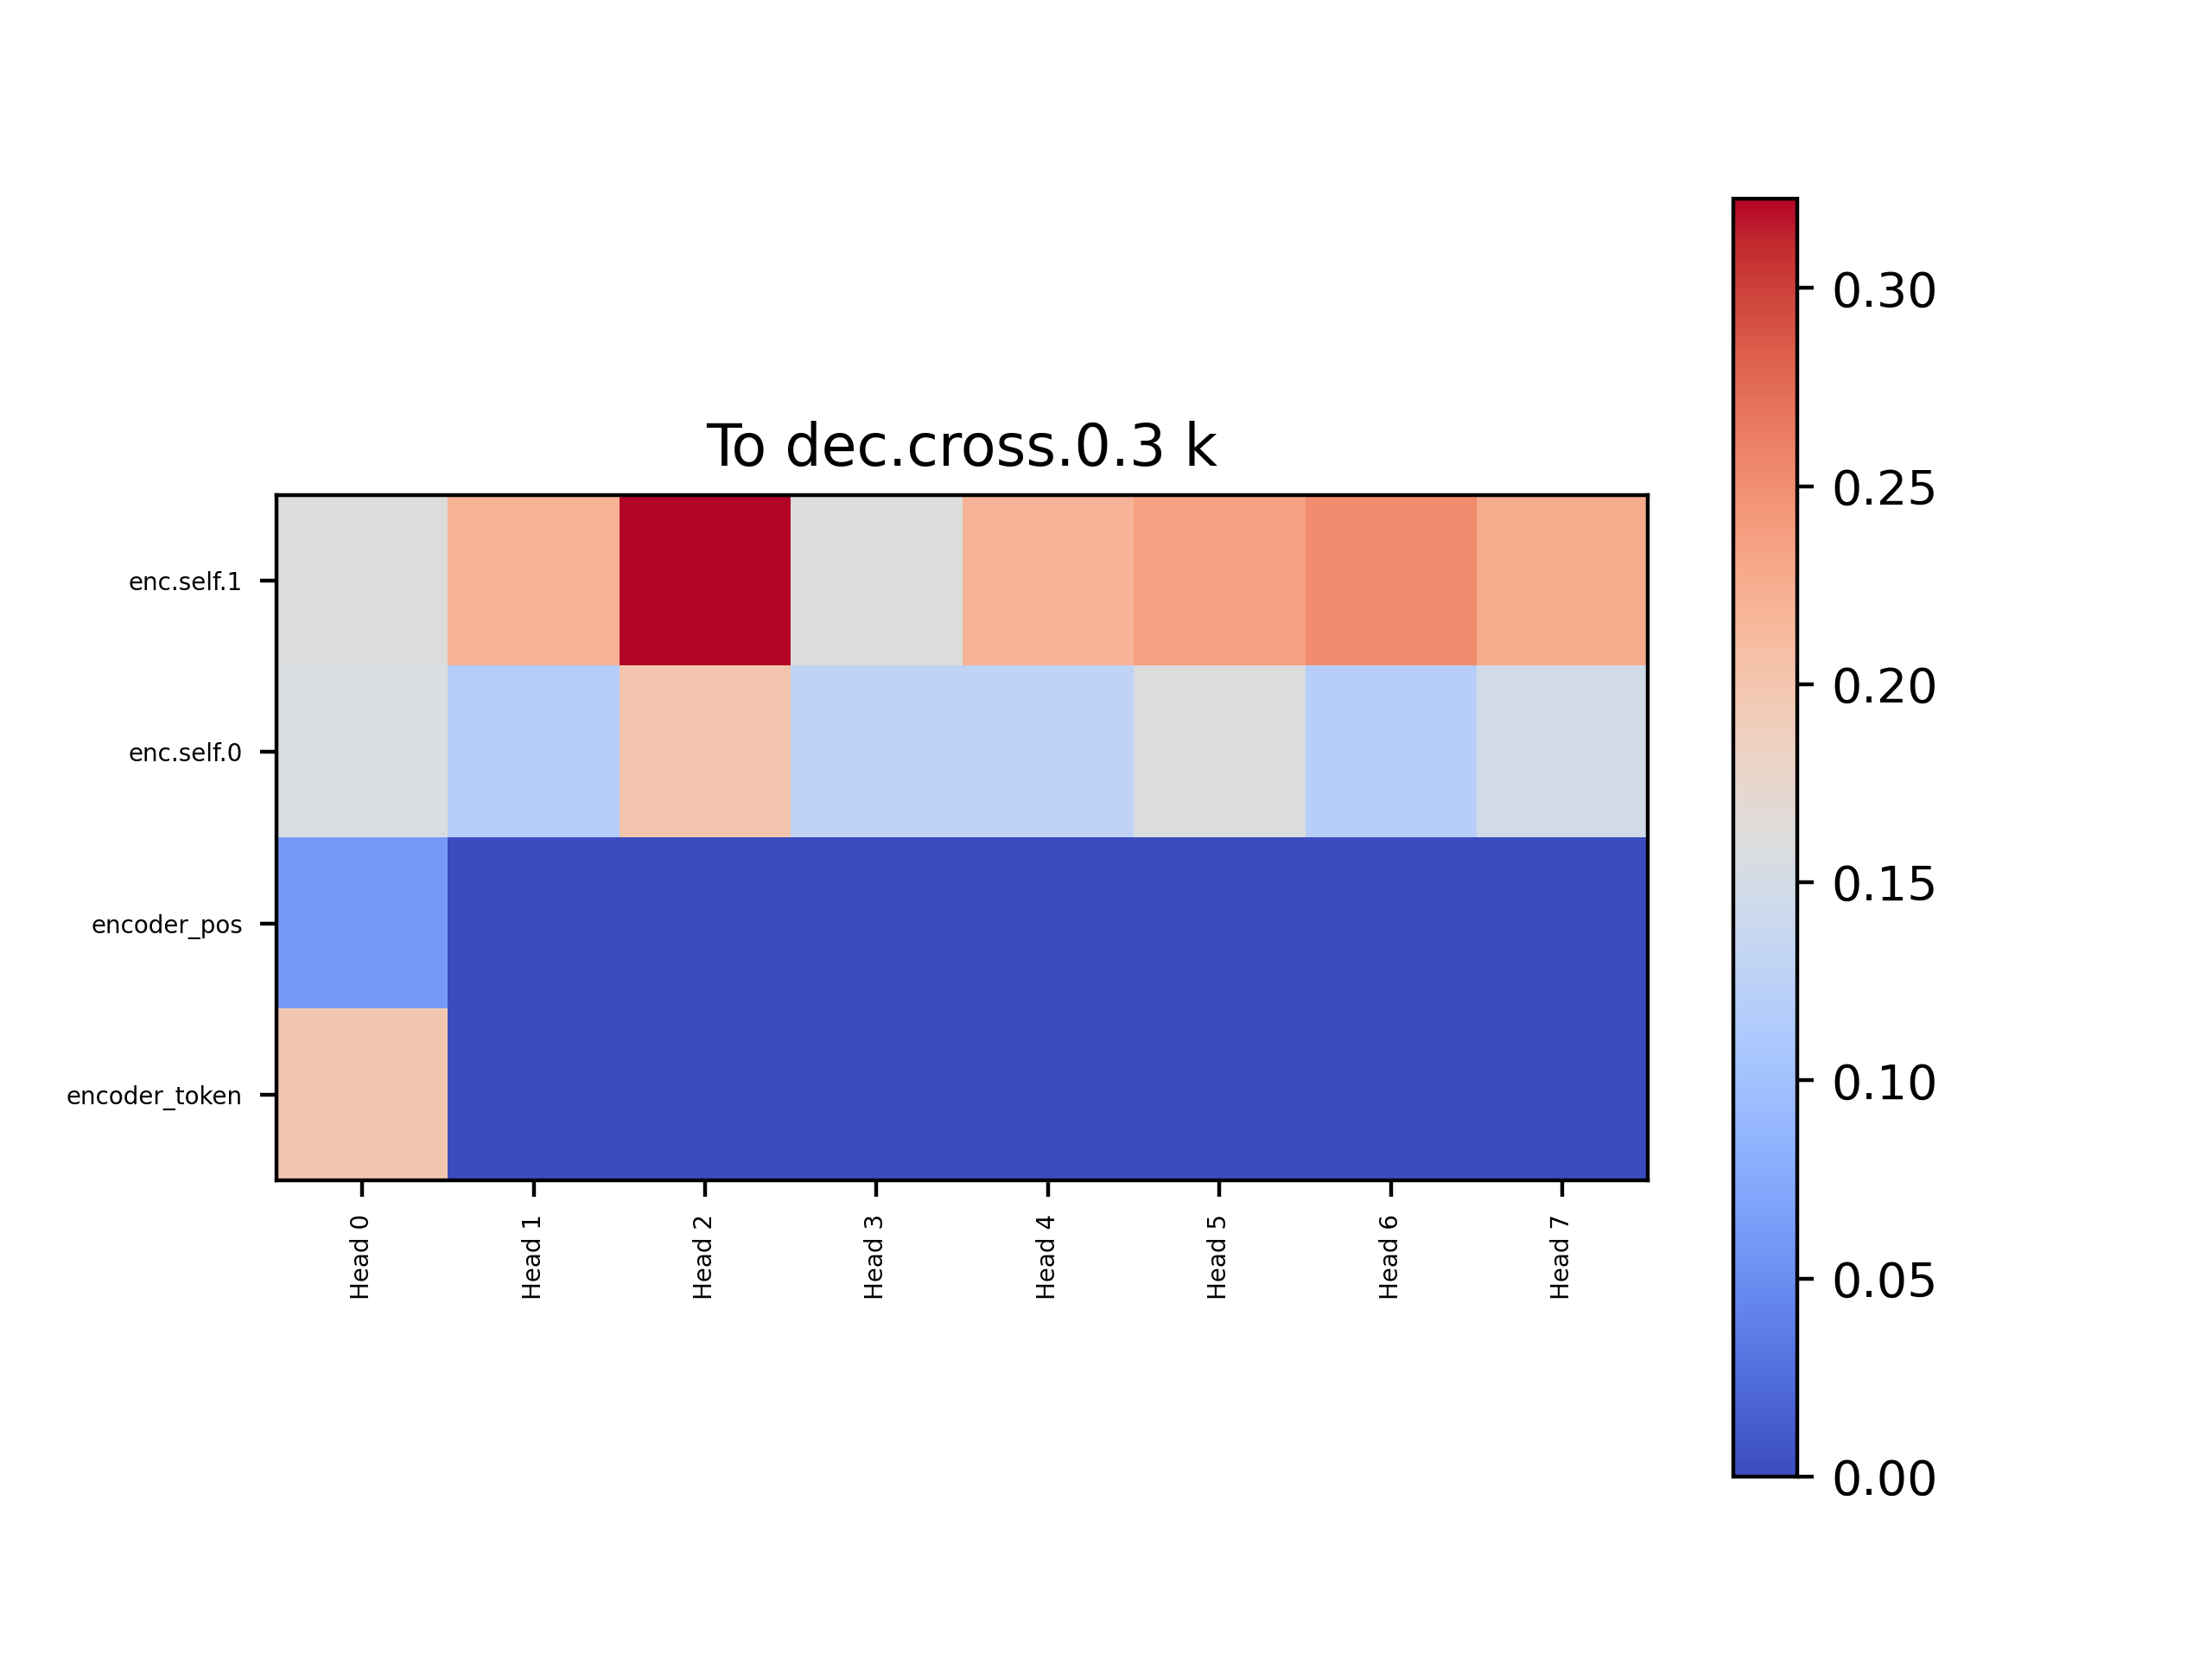 To dec.cross.0.3 k
enc.self.1
enc.self.0
encoder_pos
encoder_token
Head 0
Head 1
Head 2
Head 3
Head 4
Head 5
Head 6
Head 7
0.30
0.25
0.20
0.15
0.10
0.05
0.00